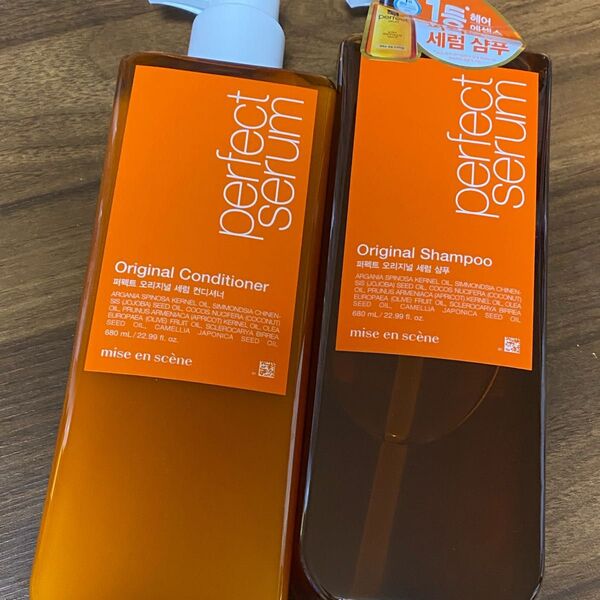 perfect
serum
Original Conditioner
퍼펙트 오리지널 세럼 컨디셔너
ARGANIA SPINOSA KERNEL OIL, SIMMONDSIA CHINEN-
SIS (JOJOBA) SEED OIL, COCOS NUCIFERA (COCONUT)
OIL, PRUNUS ARMENIACA (APRICOT) KERNEL OIL, OLEA
EUROPAEA (OLIVE) FRUIT OIL, SCLEROCARYA BIRREA
SEED OIL, CAMELLIA JAPONICA SEED OIL
680 mL / 22.99 fl. oz.
mise en scène
perfect
1등*
헤어
에센스
세럼 샴푸
perfect
serum
Original Shampoo
퍼펙트 오리지널 세럼 샴푸
ARGANIA SPINOSA KERNEL OIL, SIMMONDSIA CHINEN-
SIS (JOJOBA) SEED OIL, COCOS NUCIFERA (COCONUT)
OIL, PRUNUS ARMENIACA (APRICOT) KERNEL OIL, OLEA
EUROPAEA (OLIVE) FRUIT OIL, SCLEROCARYA BIRREA
SEED OIL, CAMELLIA JAPONICA SEED OIL
680 mL / 22.99 fl. oz.
mise en scène